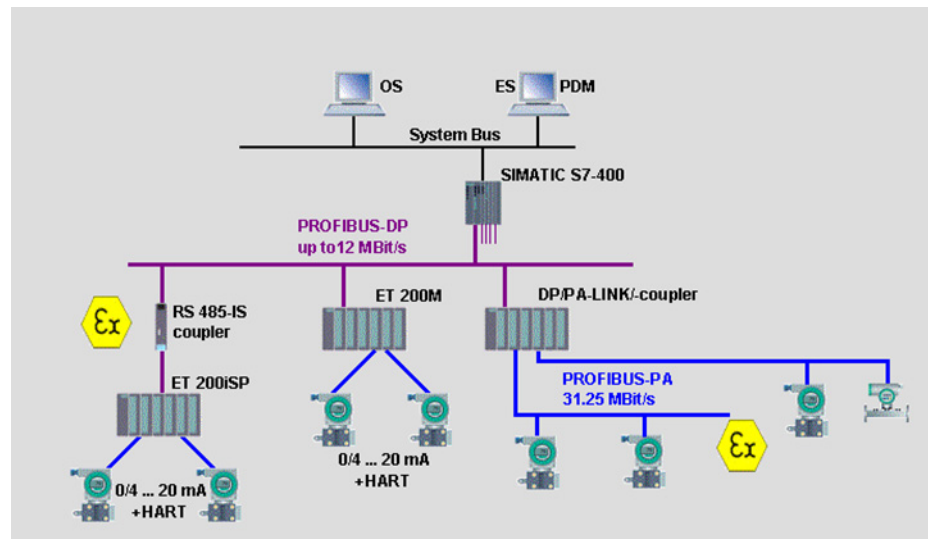 OS
ES
PDM
System Bus
SIMATIC S7-400
PROFIBUS-DP
up to12 MBit/s
ET 200M
DP/PA-LINK/-coupler
RS 485-IS
coupler
εx
ET 200iSP
PROFIBUS-PA
31.25 MBit/s
εx
0/4 ... 20 mA
+HART
0/4 ... 20 mA
+HART